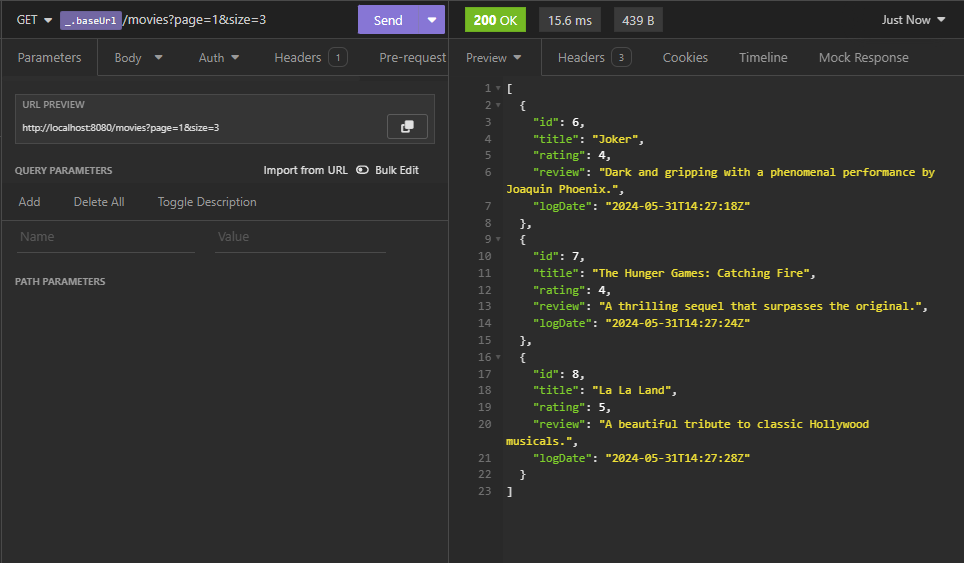 GET _.baseUrl /movies?page=1&size=3 Send
Parameters Body Auth Headers 1 Pre-request
URL PREVIEW
http://localhost:8080/movies?page=1&size=3
QUERY PARAMETERS Import from URL Bulk Edit
Add Delete All Toggle Description
Name Value
PATH PARAMETERS
200 OK 15.6 ms 439 B Just Now
Preview Headers 3 Cookies Timeline Mock Response
1 [
2 {
3 "id": 6,
4 "title": "Joker",
5 "rating": 4,
6 "review": "Dark and gripping with a phenomenal performance by
Joaquin Phoenix.",
7 "logDate": "2024-05-31T14:27:18Z"
8 },
9 {
10 "id": 7,
11 "title": "The Hunger Games: Catching Fire",
12 "rating": 4,
13 "review": "A thrilling sequel that surpasses the original.",
14 "logDate": "2024-05-31T14:27:24Z"
15 },
16 {
17 "id": 8,
18 "title": "La La Land",
19 "rating": 5,
20 "review": "A beautiful tribute to classic Hollywood
musicals.",
21 "logDate": "2024-05-31T14:27:28Z"
22 }
23 ]